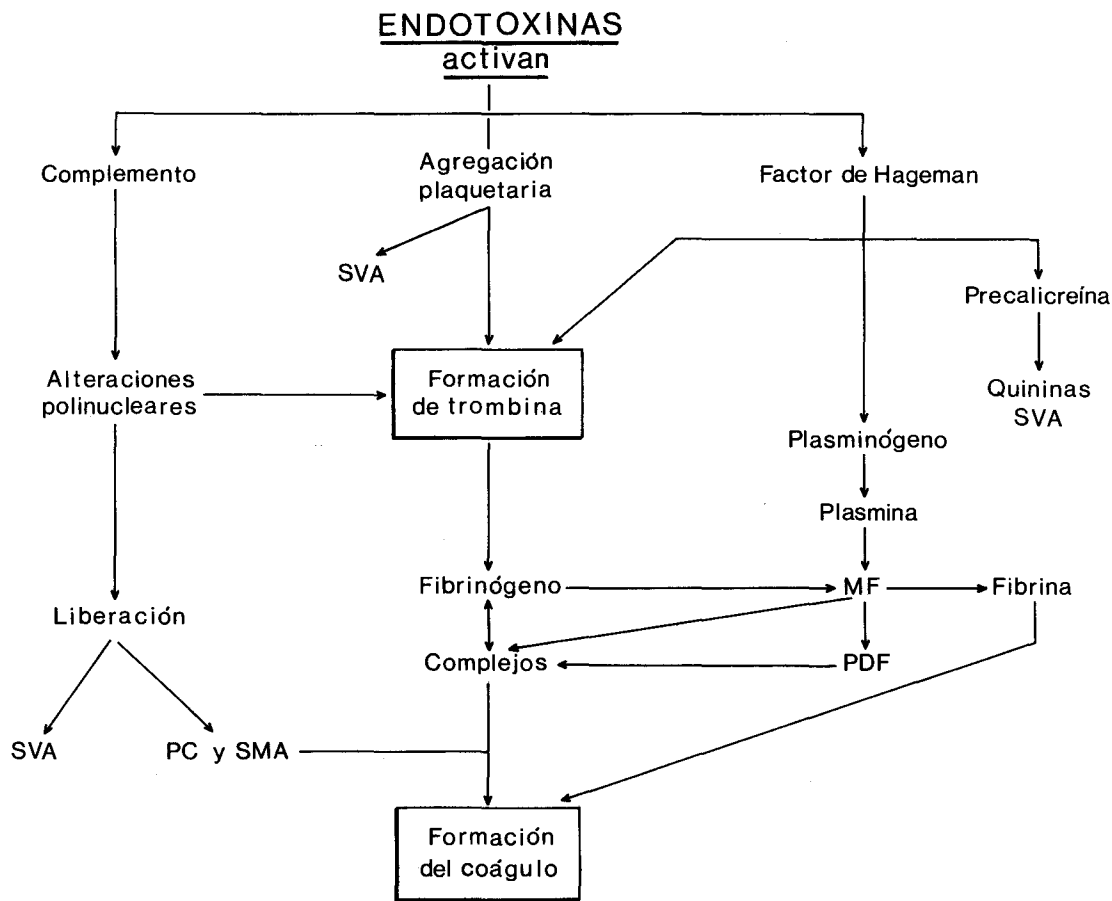 ENDOTOXINAS
activan
Complemento
Agregación
plaquetaria
Factor de Hageman
SVA
Precalicreína
Alteraciones
polinucleares
Formación
de trombina
Quininas
SVA
Plasminógeno
Plasmina
Fibrinógeno
MF
Fibrina
Liberación
Complejos
PDF
SVA
PC y SMA
Formación
del coágulo